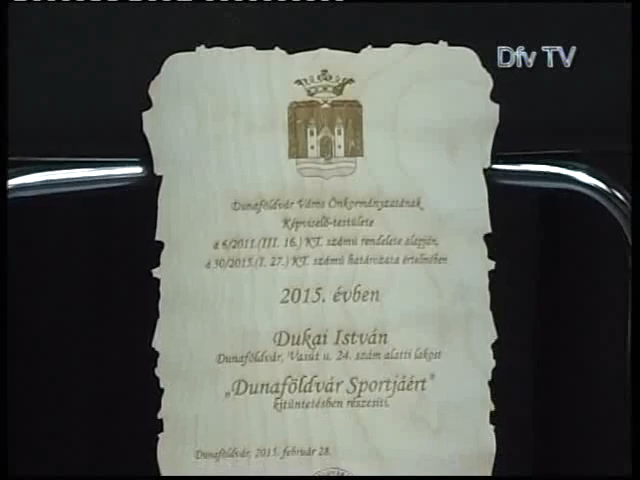 Dfv TV
Dunaföldvár Város Önkormányzatának
Képviselő-testülete
a 6/2011.(III. 16.) KT. számú rendelete alapján,
a 30/2015.(I. 27.) KT. számú határozata értelmében
2015. évben
Dukai István
Dunaföldvár, Vasút u. 24. szám alatti lakost
„Dunaföldvár Sportjáért"
kitüntetésben részesíti.
Dunaföldvár, 2015. február 28.